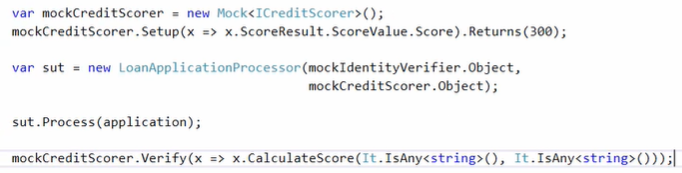 var mockCreditScorer = new Mock<ICreditScorer>();
mockCreditScorer.Setup(x => x.ScoreResult.ScoreValue.Score).Returns(300);
var sut = new LoanApplicationProcessor(mockIdentityVerifier.Object,
mockCreditScorer.Object);
sut.Process(application);
mockCreditScorer.Verify(x => x.CalculateScore(It.IsAny<string>(), It.IsAny<string>()));